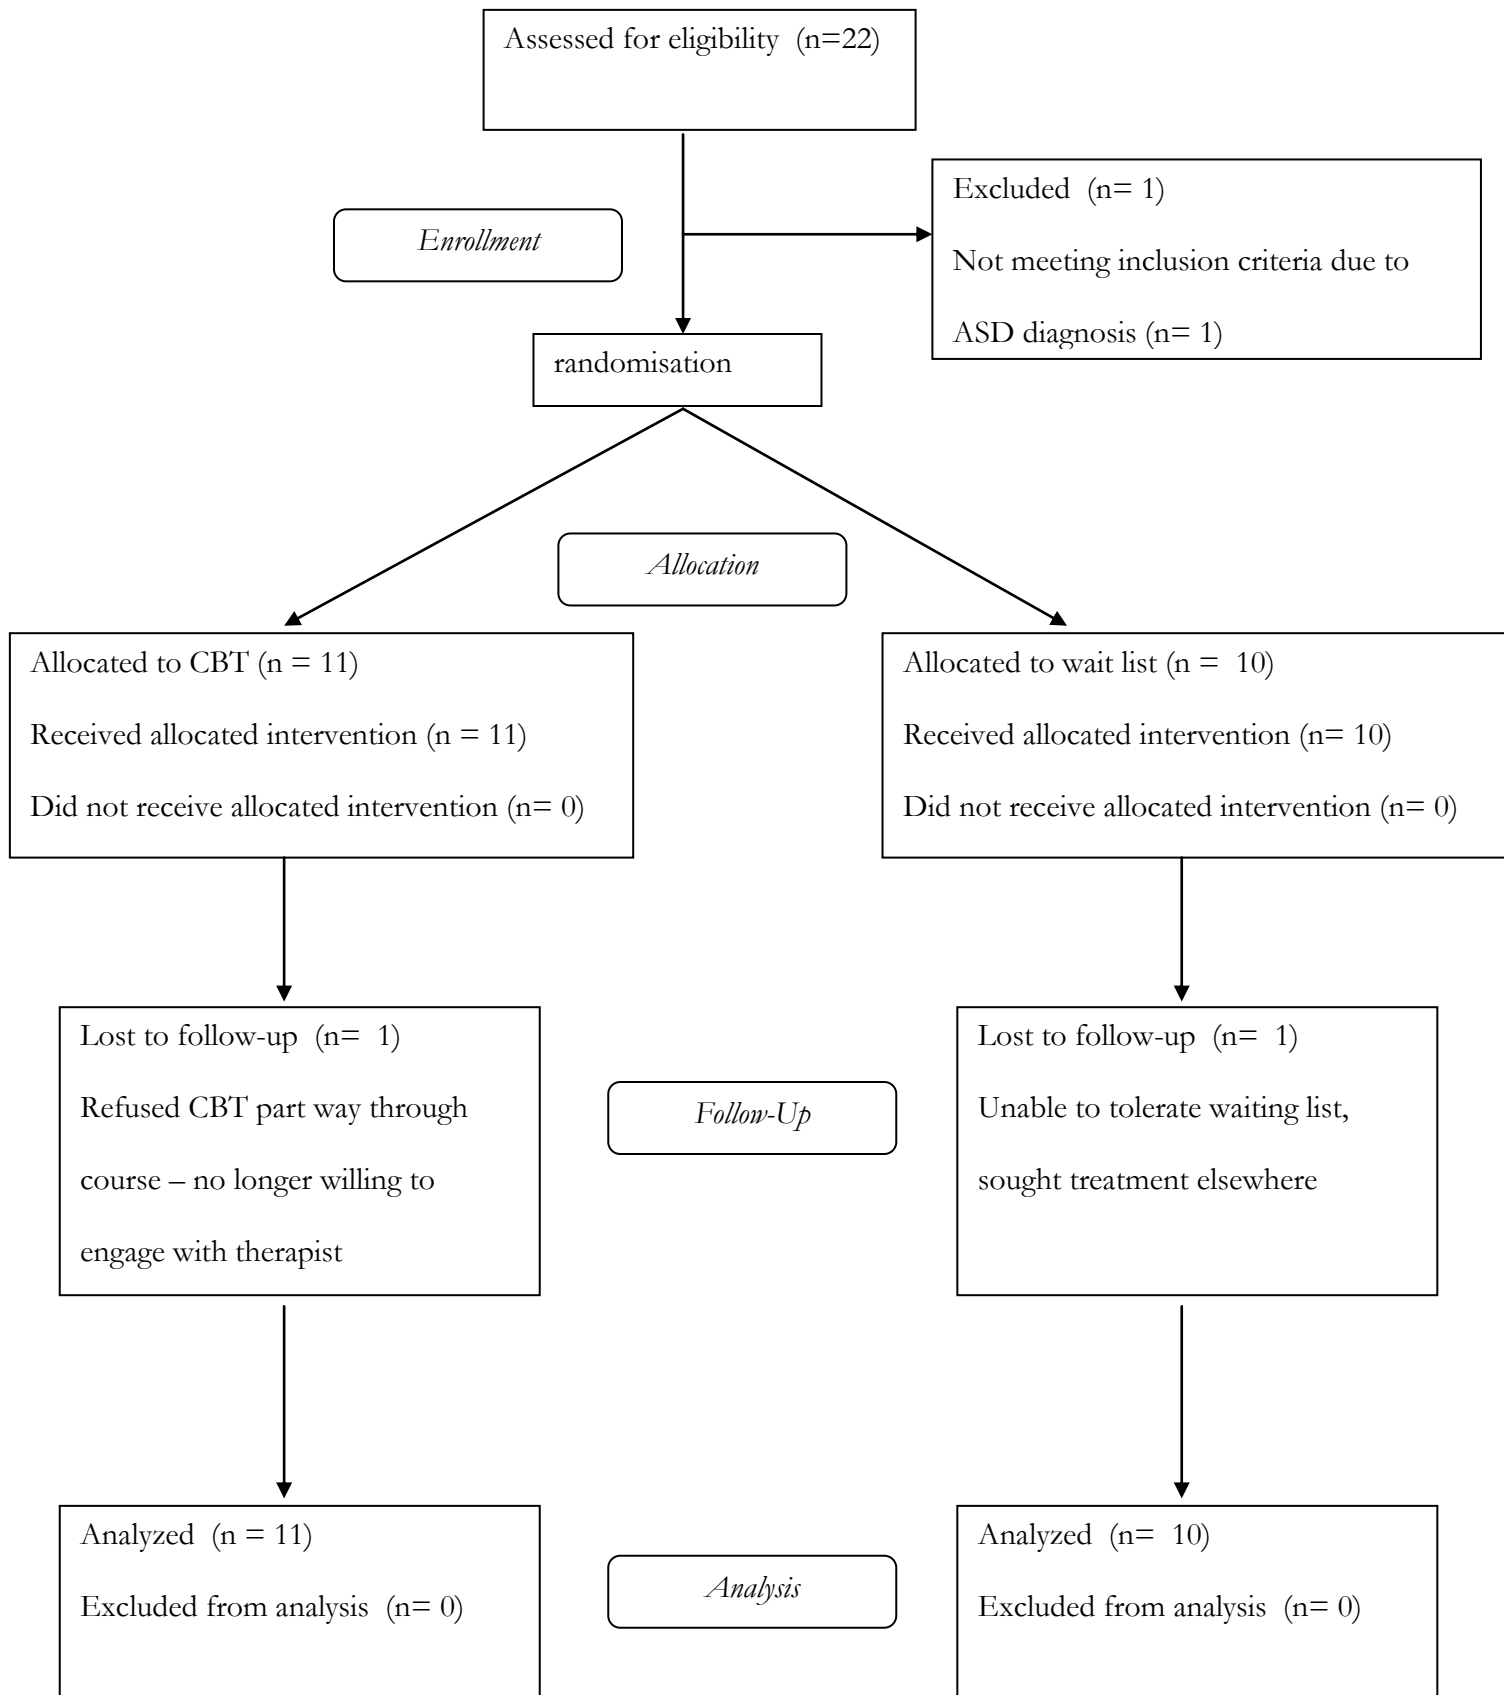 Assessed for eligibility (n=22)
Excluded (n= 1)
Not meeting inclusion criteria due to
ASD diagnosis (n= 1)
Enrollment
randomisation
Allocation
Allocated to CBT (n = 11)
Received allocated intervention (n = 11)
Did not receive allocated intervention (n= 0)
Allocated to wait list (n = 10)
Received allocated intervention (n= 10)
Did not receive allocated intervention (n= 0)
Lost to follow-up (n= 1)
Refused CBT part way through
course – no longer willing to
engage with therapist
Follow-Up
Lost to follow-up (n= 1)
Unable to tolerate waiting list,
sought treatment elsewhere
Analyzed (n = 11)
Excluded from analysis (n= 0)
Analysis
Analyzed (n= 10)
Excluded from analysis (n= 0)